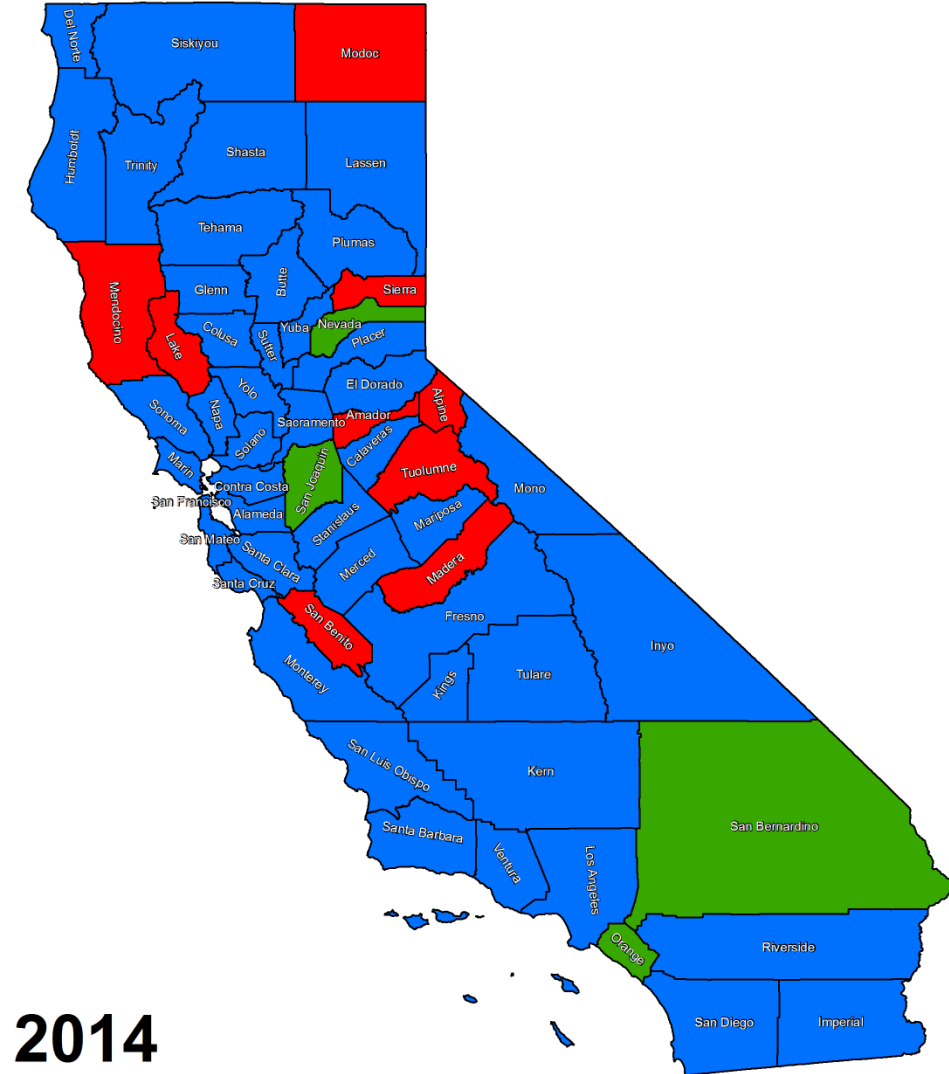 Del Norte
Siskiyou
Modoc
Humboldt
Trinity
Shasta
Lassen
Tehama
Plumas
Mendocino
Glenn
Butte
Sierra
Lake
Colusa
Sutter
Yuba
Nevada
Placer
Yolo
El Dorado
Sonoma
Napa
Solano
Sacramento
Amador
Alpine
Calaveras
Marin
Contra Costa
San Joaquin
Tuolumne
Mono
San Francisco
Alameda
Stanislaus
Mariposa
San Mateo
Santa Clara
Merced
Madera
Santa Cruz
San Benito
Fresno
Monterey
Kings
Tulare
Inyo
San Luis Obispo
Kern
San Bernardino
Santa Barbara
Ventura
Los Angeles
Orange
Riverside
San Diego
Imperial
2014